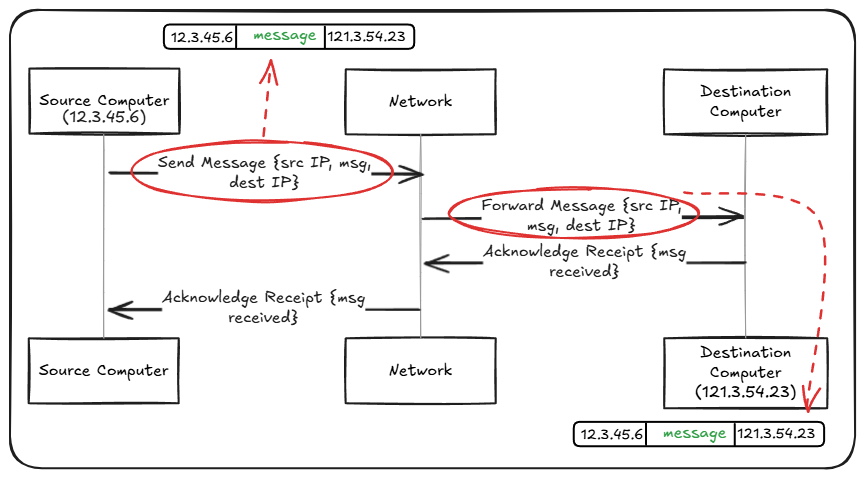 12.3.45.6 message 121.3.54.23
Source Computer
(12.3.45.6)
Network
Destination
Computer
Send Message {src IP, msg,
dest IP}
Forward Message {src IP,
msg, dest IP}
Acknowledge Receipt {msg
received}
Acknowledge Receipt {msg
received}
Source Computer
Network
Destination
Computer
(121.3.54.23)
12.3.45.6 message 121.3.54.23